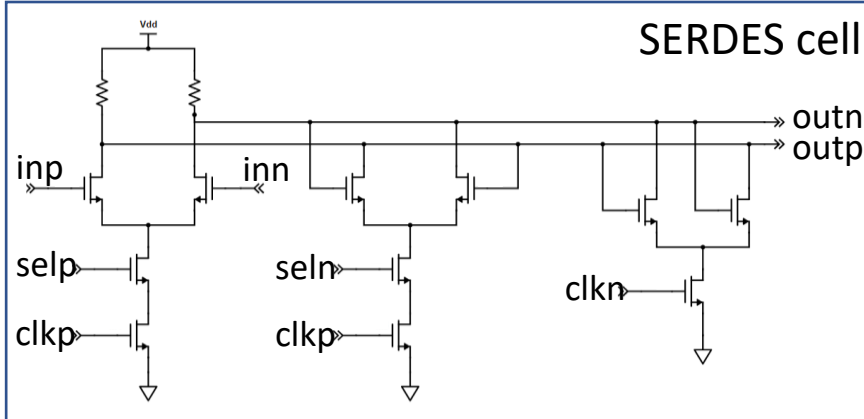 Vdd
SERDES cell
outn
outp
inp
inn
selp
seln
clkn
clkp
clkp